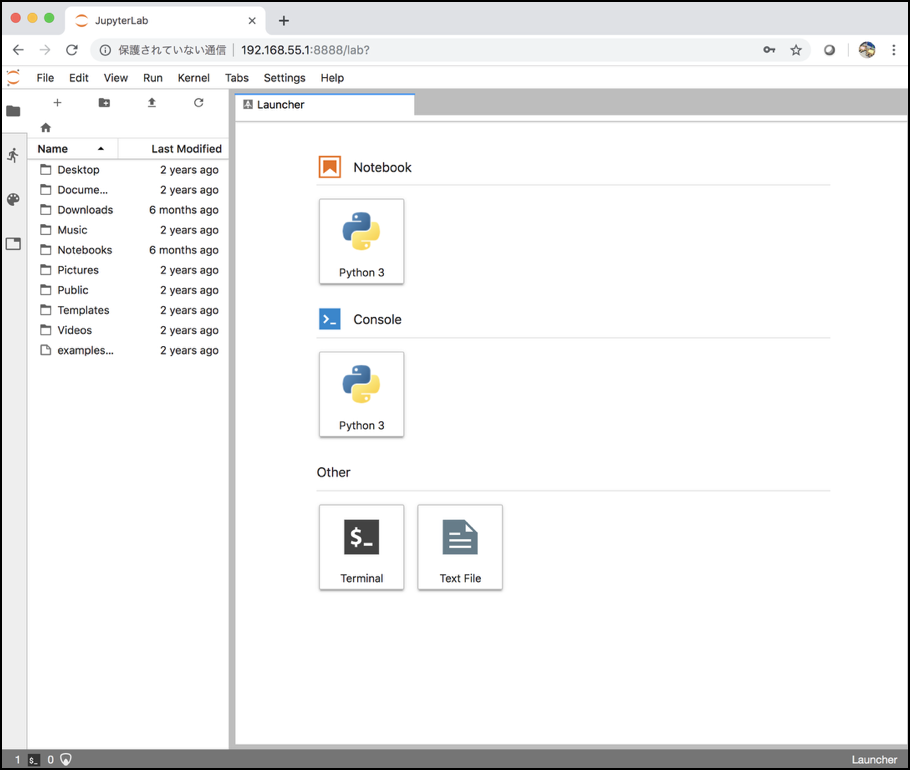 JupyterLab
保護されていない通信 192.168.55.1:8888/lab?
File Edit View Run Kernel Tabs Settings Help
Launcher
Name Last Modified
Desktop 2 years ago
Docume... 2 years ago
Downloads 6 months ago
Music 2 years ago
Notebooks 6 months ago
Pictures 2 years ago
Public 2 years ago
Templates 2 years ago
Videos 2 years ago
examples... 2 years ago
Notebook
Python 3
Console
>_
Python 3
Other
$_
Terminal Text File
1 $_ 0 Launcher